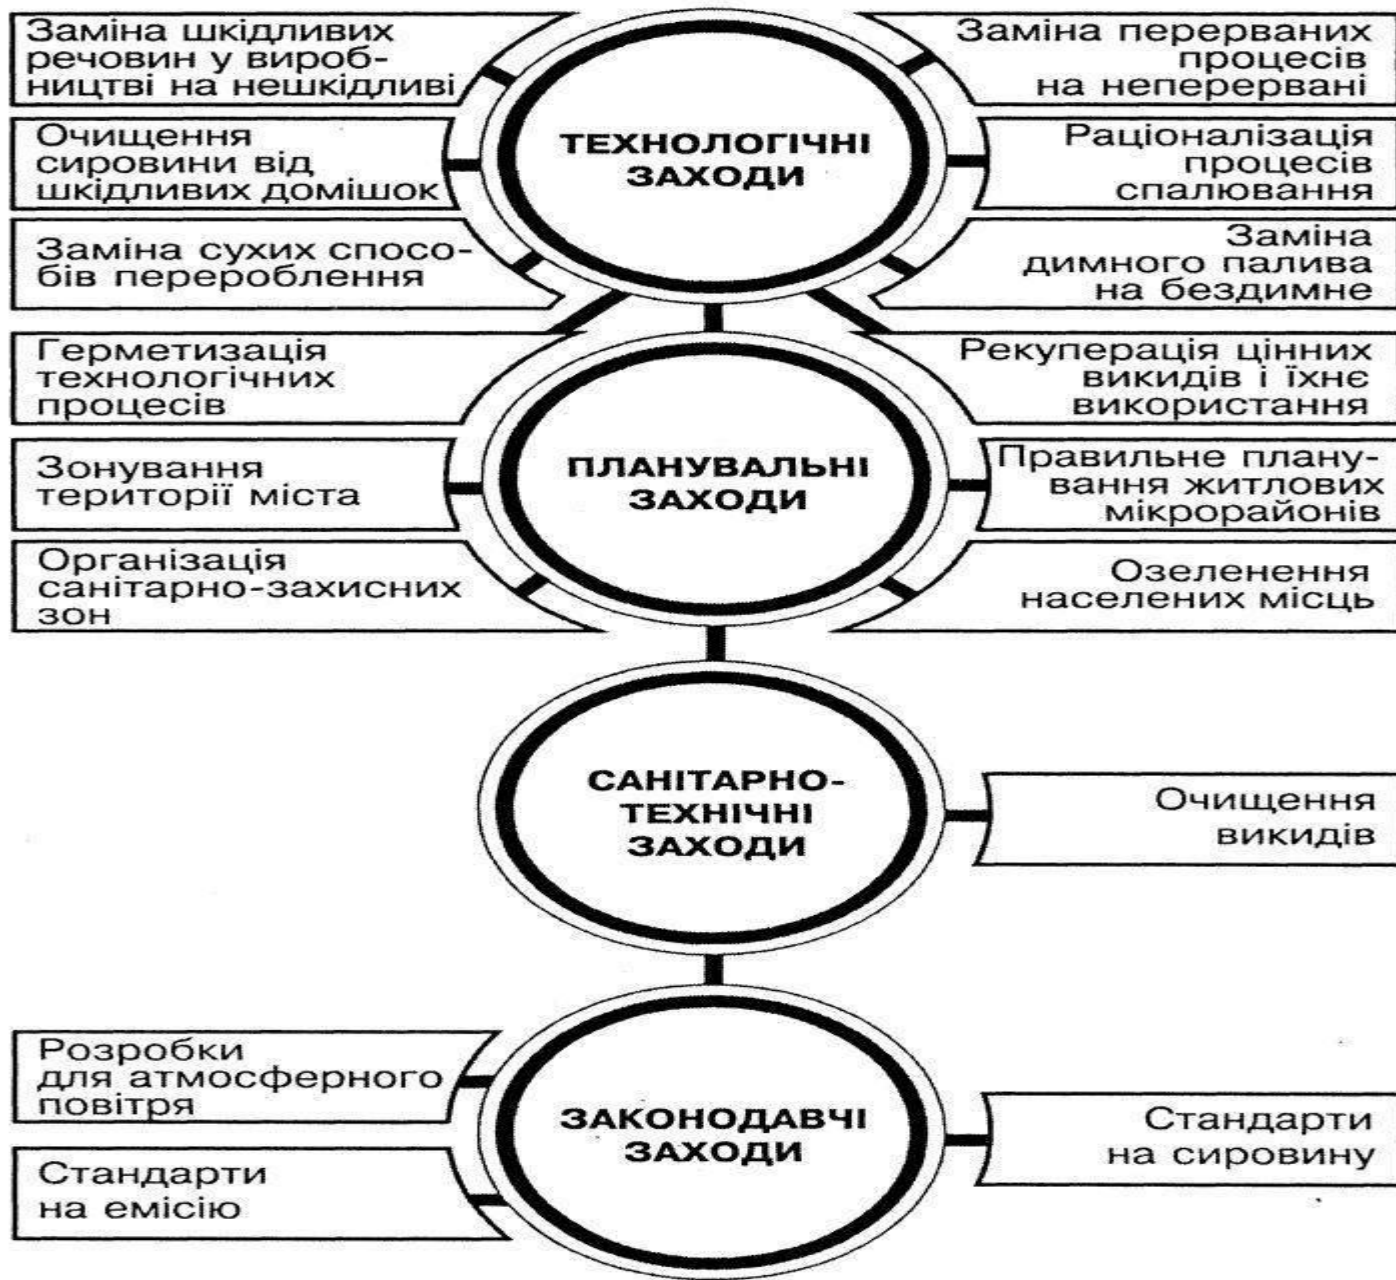 Заміна шкідливих
речовин у вироб-
ництві на нешкідливі
Очищення
сировини від
шкідливих домішок
Заміна сухих спосо-
бів перероблення
ТЕХНОЛОГІЧНІ
ЗАХОДИ
Заміна перерваних
процесів
на неперервані
Раціоналізація
процесів
спалювання
Заміна
димного палива
на бездимне
Герметизація
технологічних
процесів
Зонування
території міста
Організація
санітарно-захисних
зон
ПЛАНУВАЛЬНІ
ЗАХОДИ
Рекуперація цінних
викидів і їхнє
використання
Правильне плану-
вання житлових
мікрорайонів
Озеленення
населених місць
САНІТАРНО-
ТЕХНІЧНІ
ЗАХОДИ
Очищення
викидів
Розробки
для атмосферного
повітря
Стандарти
на емісію
ЗАКОНОДАВЧІ
ЗАХОДИ
Стандарти
на сировину